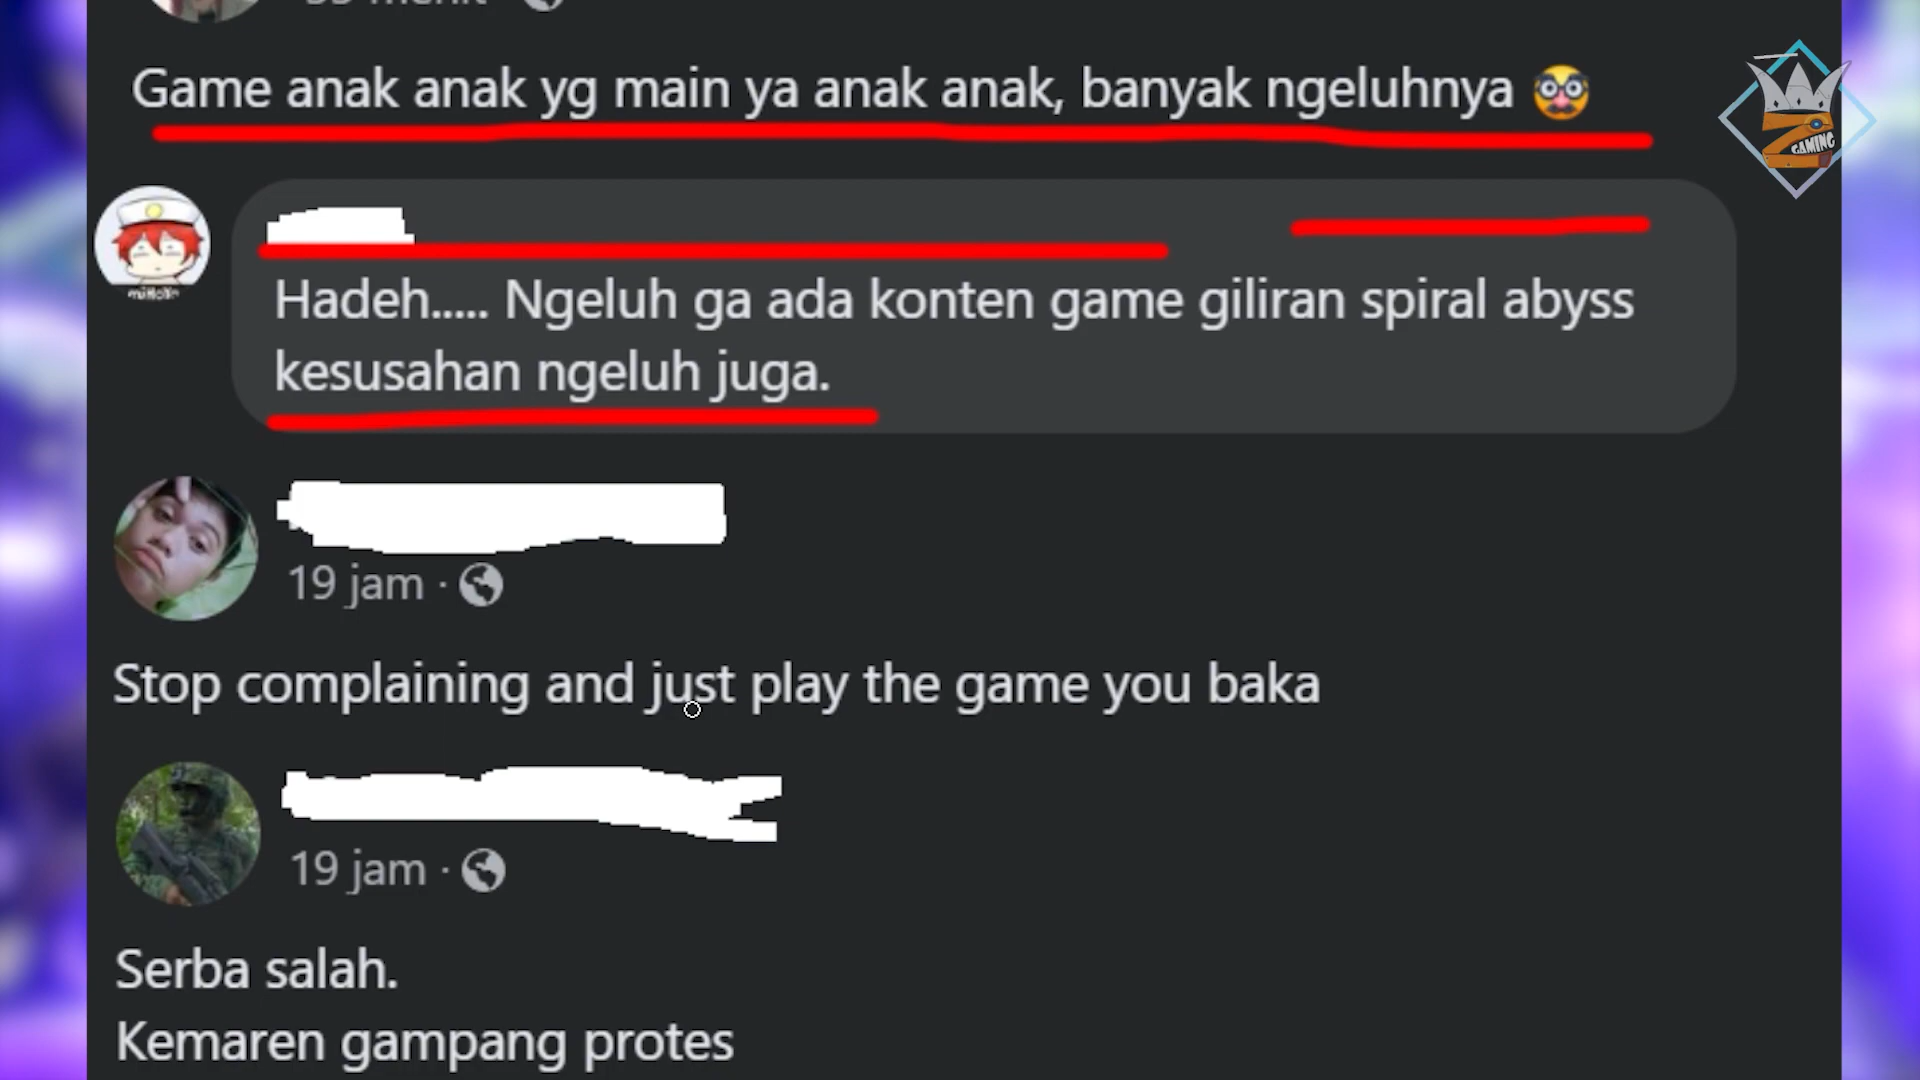 Game anak anak yg main ya anak anak, banyak ngeluhnya
Hadeh..... Ngeluh ga ada konten game giliran spiral abyss
kesusahan ngeluh juga.
19 jam ·
Stop complaining and just play the game you baka
19 jam ·
Serba salah.
Kemaren gampang protes
GAMING
miHoYo